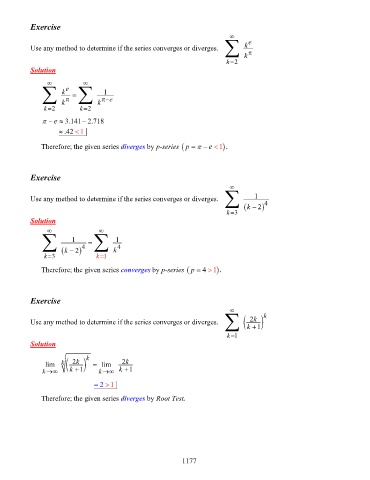 Exercise
Use any method to determine if the series converges or diverges. \sum_{k=2}^{\infty} \frac{k^e}{k^\pi}
Solution
\sum_{k=2}^{\infty} \frac{k^e}{k^\pi} = \sum_{k=2}^{\infty} \frac{1}{k^{\pi-e}}
π − e ≈ 3.141 − 2.718
≈ .42 < 1
Therefore; the given series diverges by p-series (p = π − e < 1).
Exercise
Use any method to determine if the series converges or diverges. \sum_{k=3}^{\infty} \frac{1}{(k-2)^4}
Solution
\sum_{k=3}^{\infty} \frac{1}{(k-2)^4} = \sum_{k=1}^{\infty} \frac{1}{k^4}
Therefore; the given series converges by p-series (p = 4 > 1).
Exercise
Use any method to determine if the series converges or diverges. \sum_{k=1}^{\infty} \left(\frac{2k}{k+1}\right)^k
Solution
\lim_{k\to\infty} \sqrt[k]{\left(\frac{2k}{k+1}\right)^k} = \lim_{k\to\infty} \frac{2k}{k+1}
= 2 > 1
Therefore; the given series diverges by Root Test.
1177